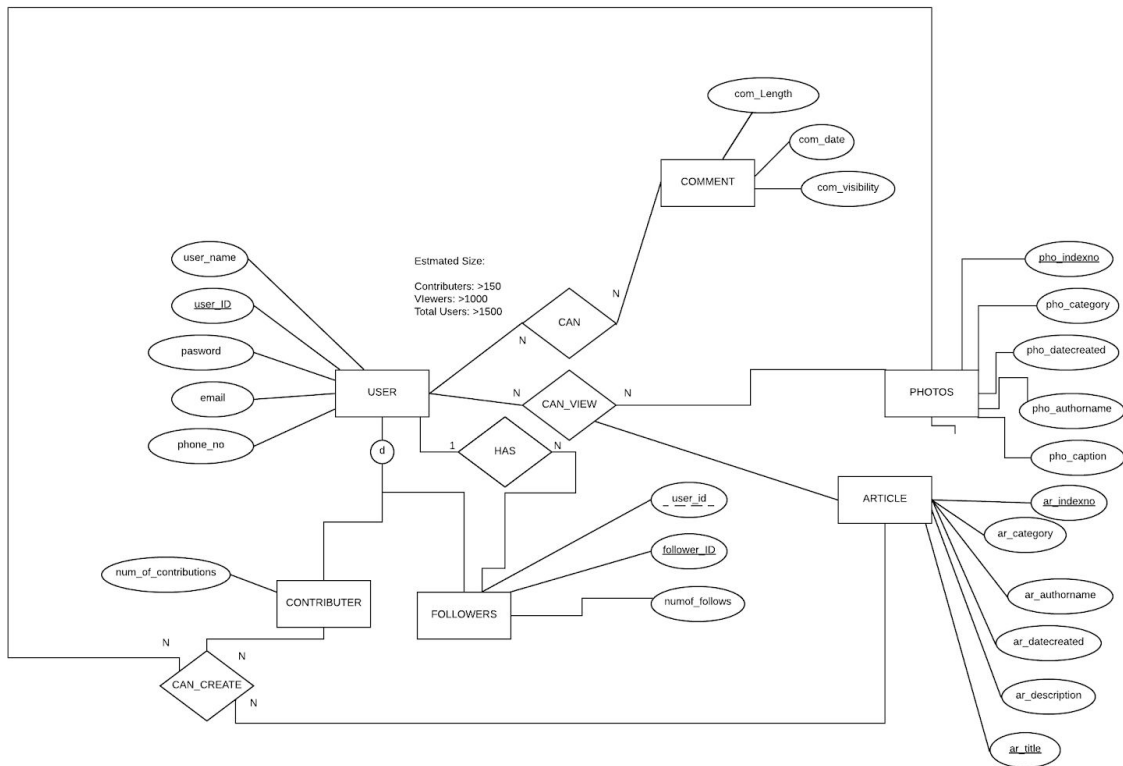 com_Length
com_date
COMMENT
com_visibility
user_name
Estmated Size:
pho_indexno
Contributers: >150
VIewers: >1000
Total Users: >1500
N
user_ID
CAN
pho_category
N
pasword
pho_datecreated
USER
N
N
PHOTOS
email
CAN_VIEW
pho_authorname
phone_no
d
1
HAS
N
pho_caption
ARTICLE
user_id
ar_indexno
ar_category
follower_ID
num_of_contributions
CONTRIBUTER
FOLLOWERS
numof_follows
ar_authorname
N
N
ar_datecreated
CAN_CREATE
N
ar_description
ar_title